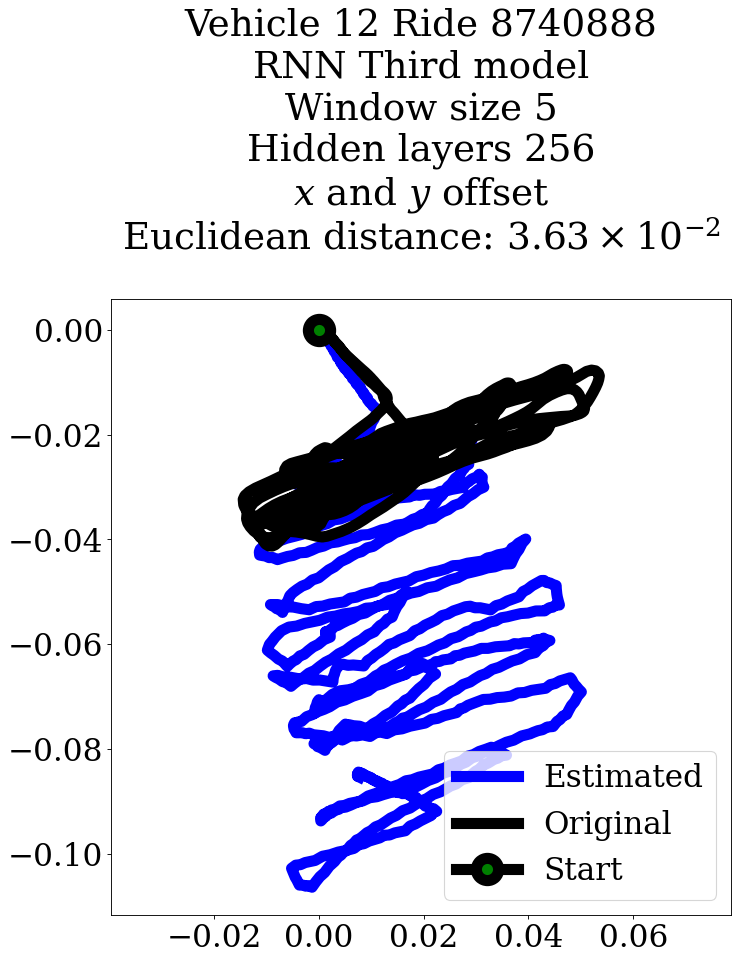 Vehicle 12 Ride 8740888
RNN Third model
Window size 5
Hidden layers 256
x and y offset
Euclidean distance: 3.63 × 10⁻²
0.00
−0.02
−0.04
−0.06
−0.08
−0.10
Estimated
Original
Start
−0.02 0.00 0.02 0.04 0.06